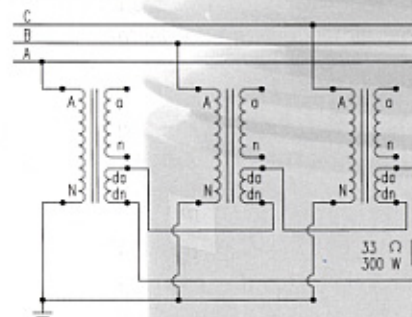 C
B
A
A a A a A a
n n n
N da N da N da
dn dn dn
33 Ω
300 W